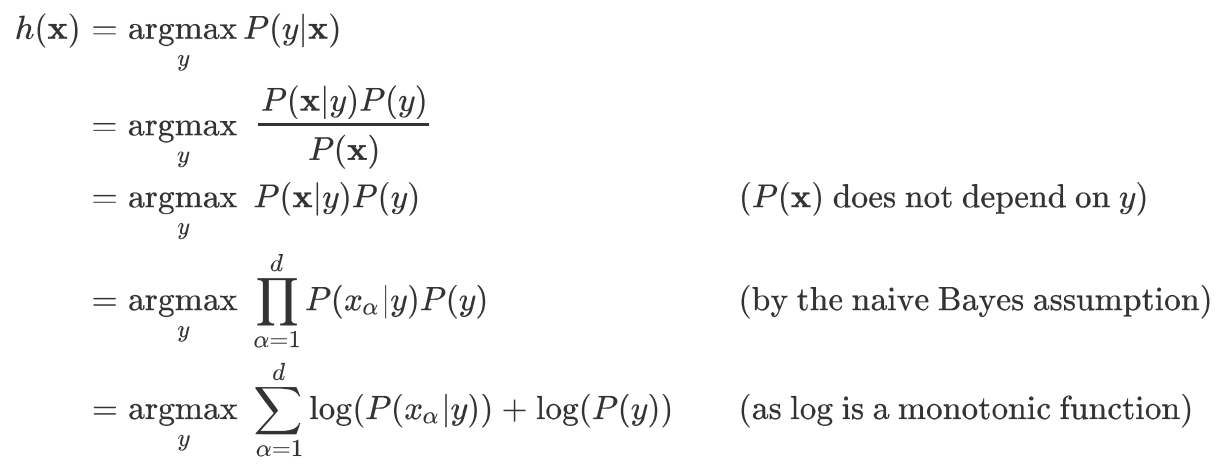 h(𝐱) = argmax_y P(y|𝐱)
= argmax_y \frac{P(𝐱|y)P(y)}{P(𝐱)}
= argmax_y P(𝐱|y)P(y) (P(𝐱) does not depend on y)
= argmax_y ∏_{α=1}^{d} P(x_α|y)P(y) (by the naive Bayes assumption)
= argmax_y ∑_{α=1}^{d} log(P(x_α|y)) + log(P(y)) (as log is a monotonic function)